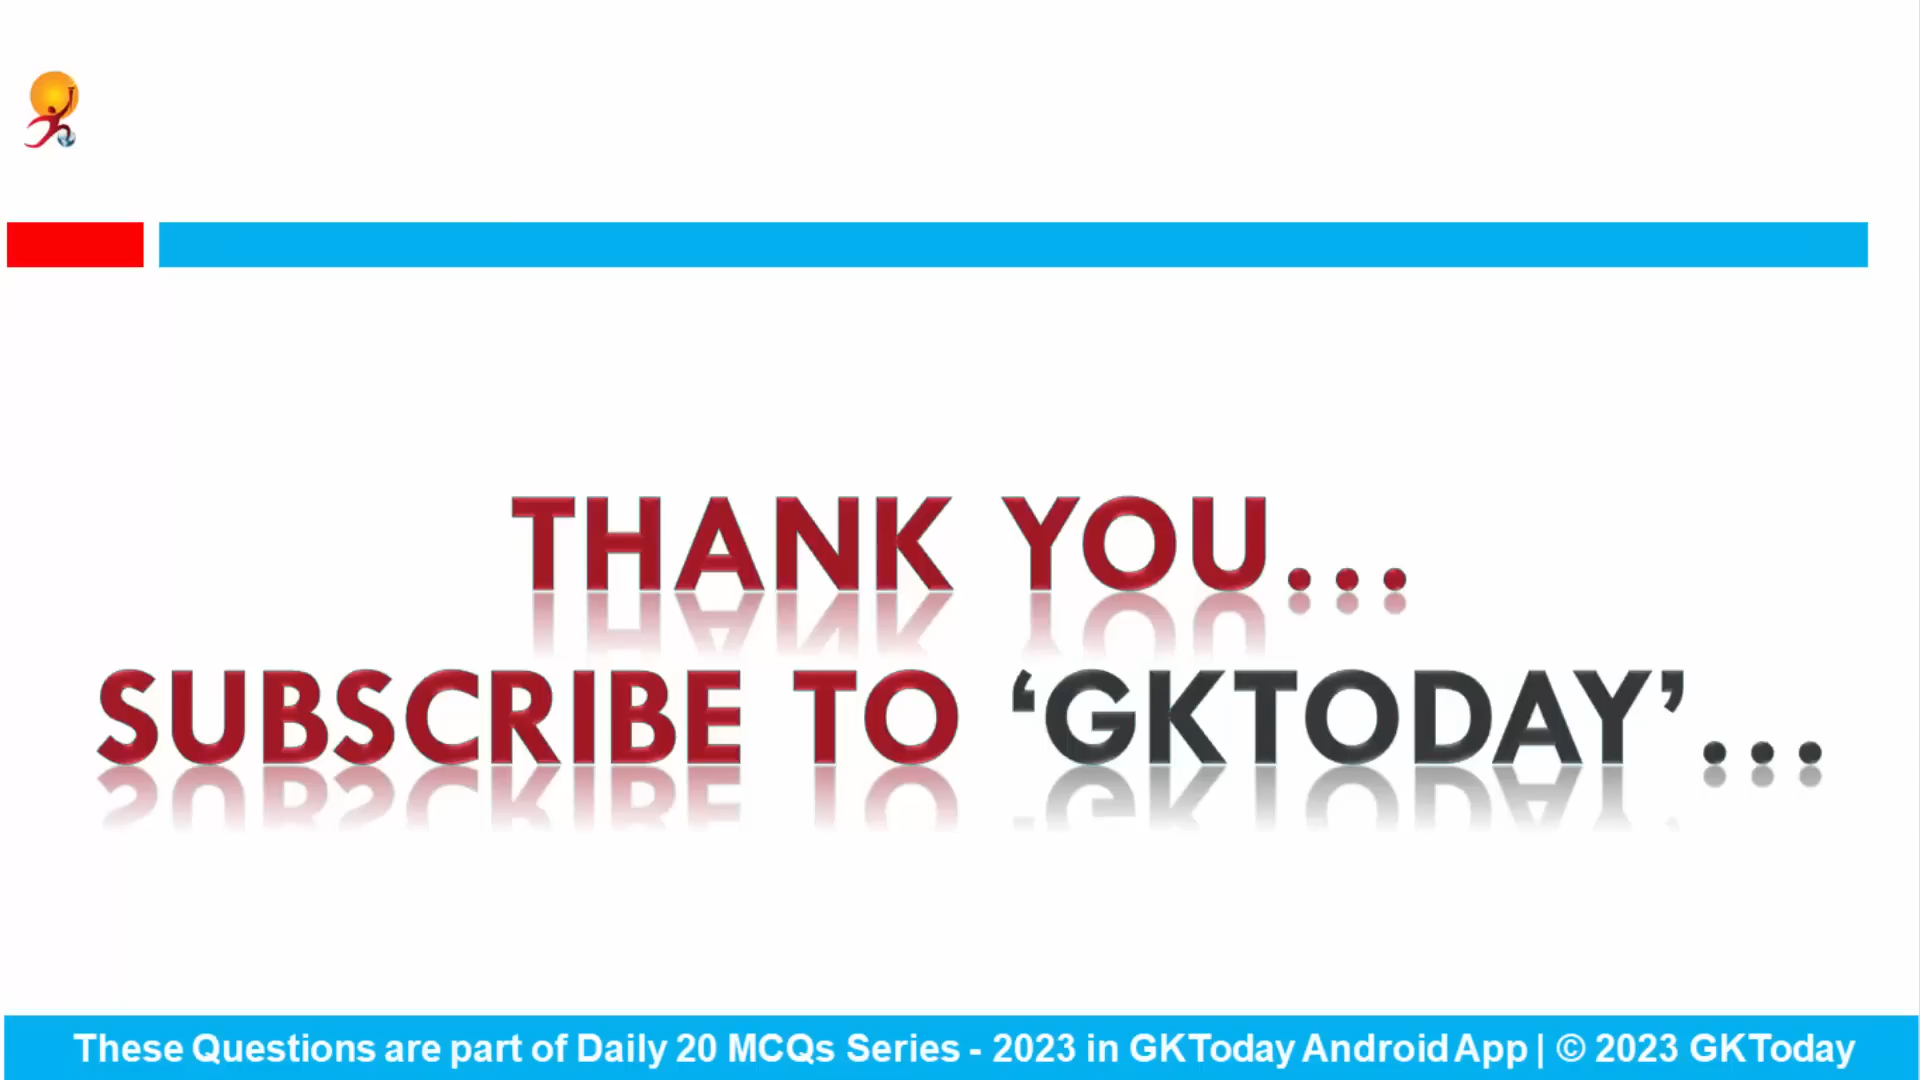 THANK YOU...
SUBSCRIBE TO ‘GKTODAY’...
These Questions are part of Daily 20 MCQs Series - 2023 in GKToday Android App | © 2023 GKToday